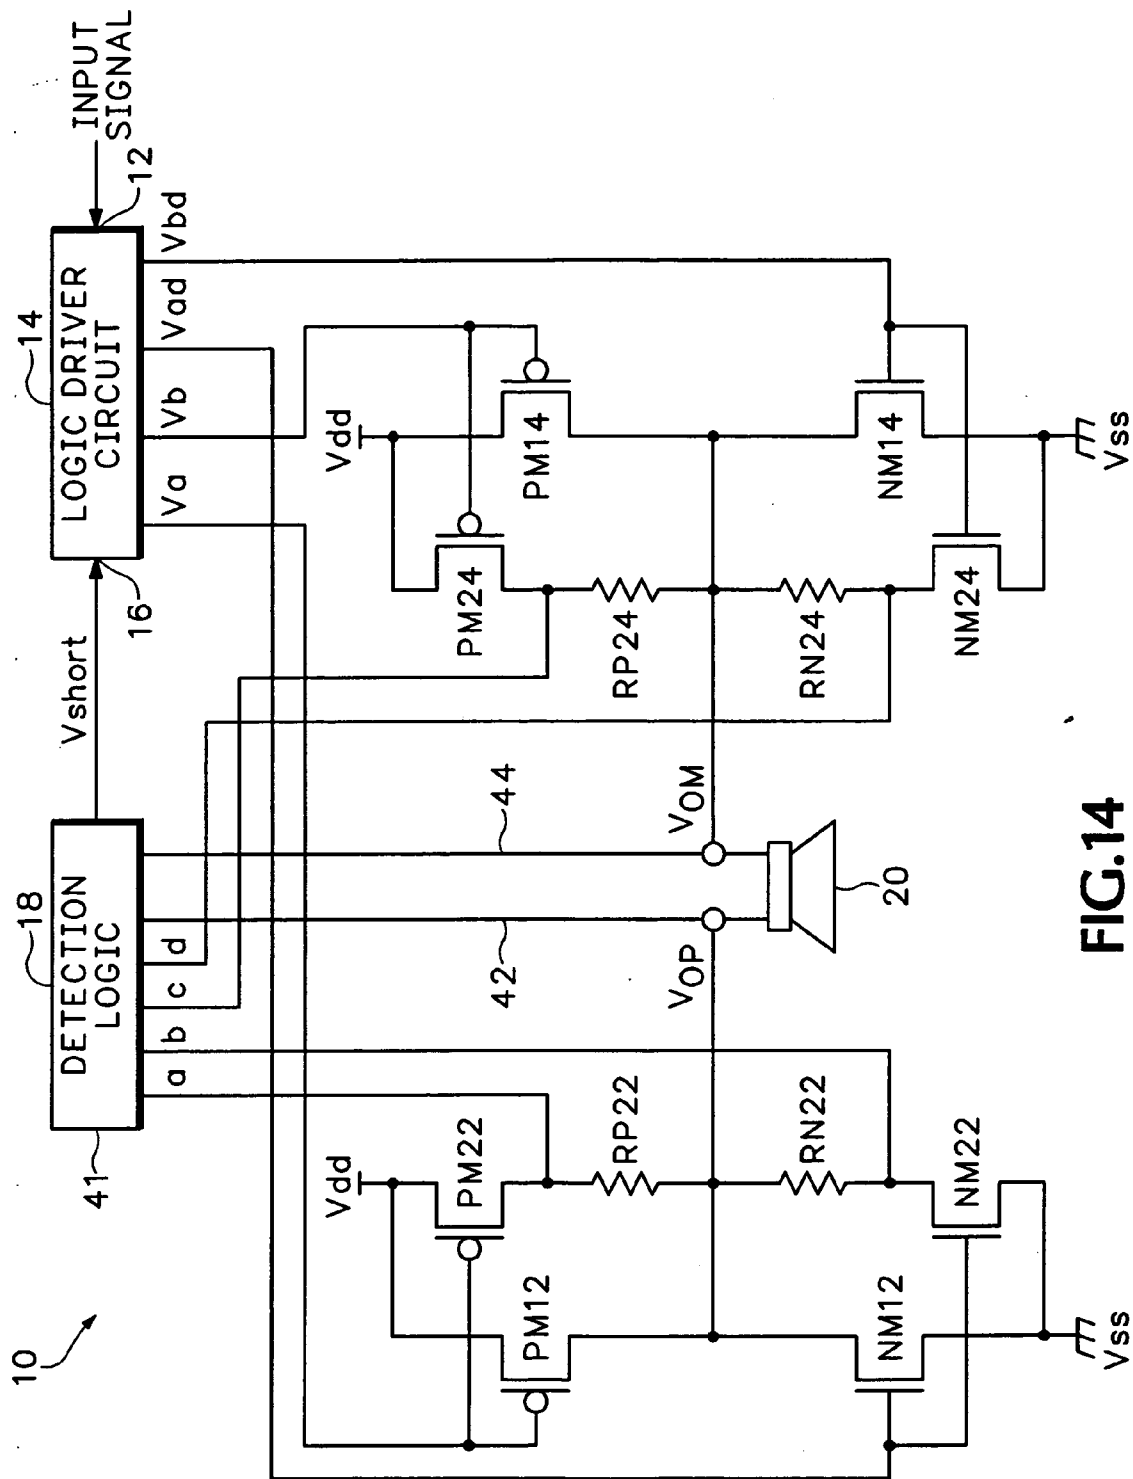 10
41
18
DETECTION
LOGIC
a
b
c
d
Vshort
16
14
LOGIC DRIVER
CIRCUIT
12
INPUT
SIGNAL
Va
Vb
Vad
Vbd
Vdd
Vdd
PM12
PM22
PM24
PM14
RP22
RP24
42
44
VOP
VOM
RN22
RN24
20
NM12
NM22
NM24
NM14
Vss
Vss
FIG.14